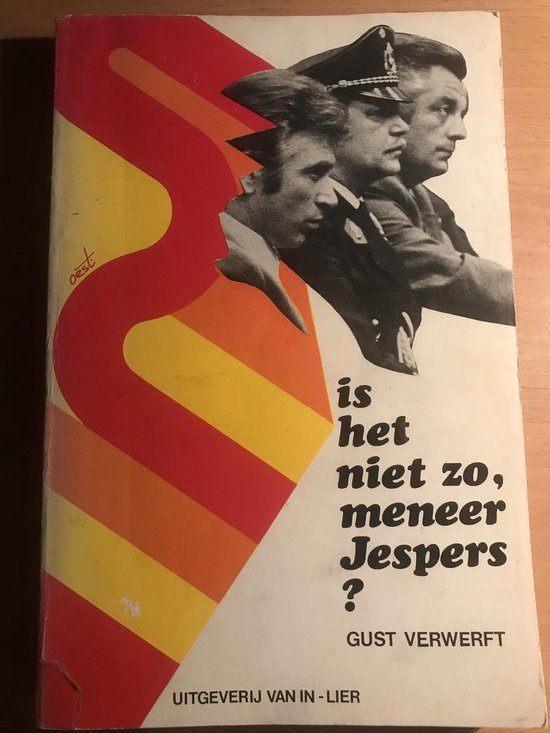 oest.
is
het
niet zo,
meneer
Jespers
?
GUST VERWERFT
UITGEVERIJ VAN IN - LIER